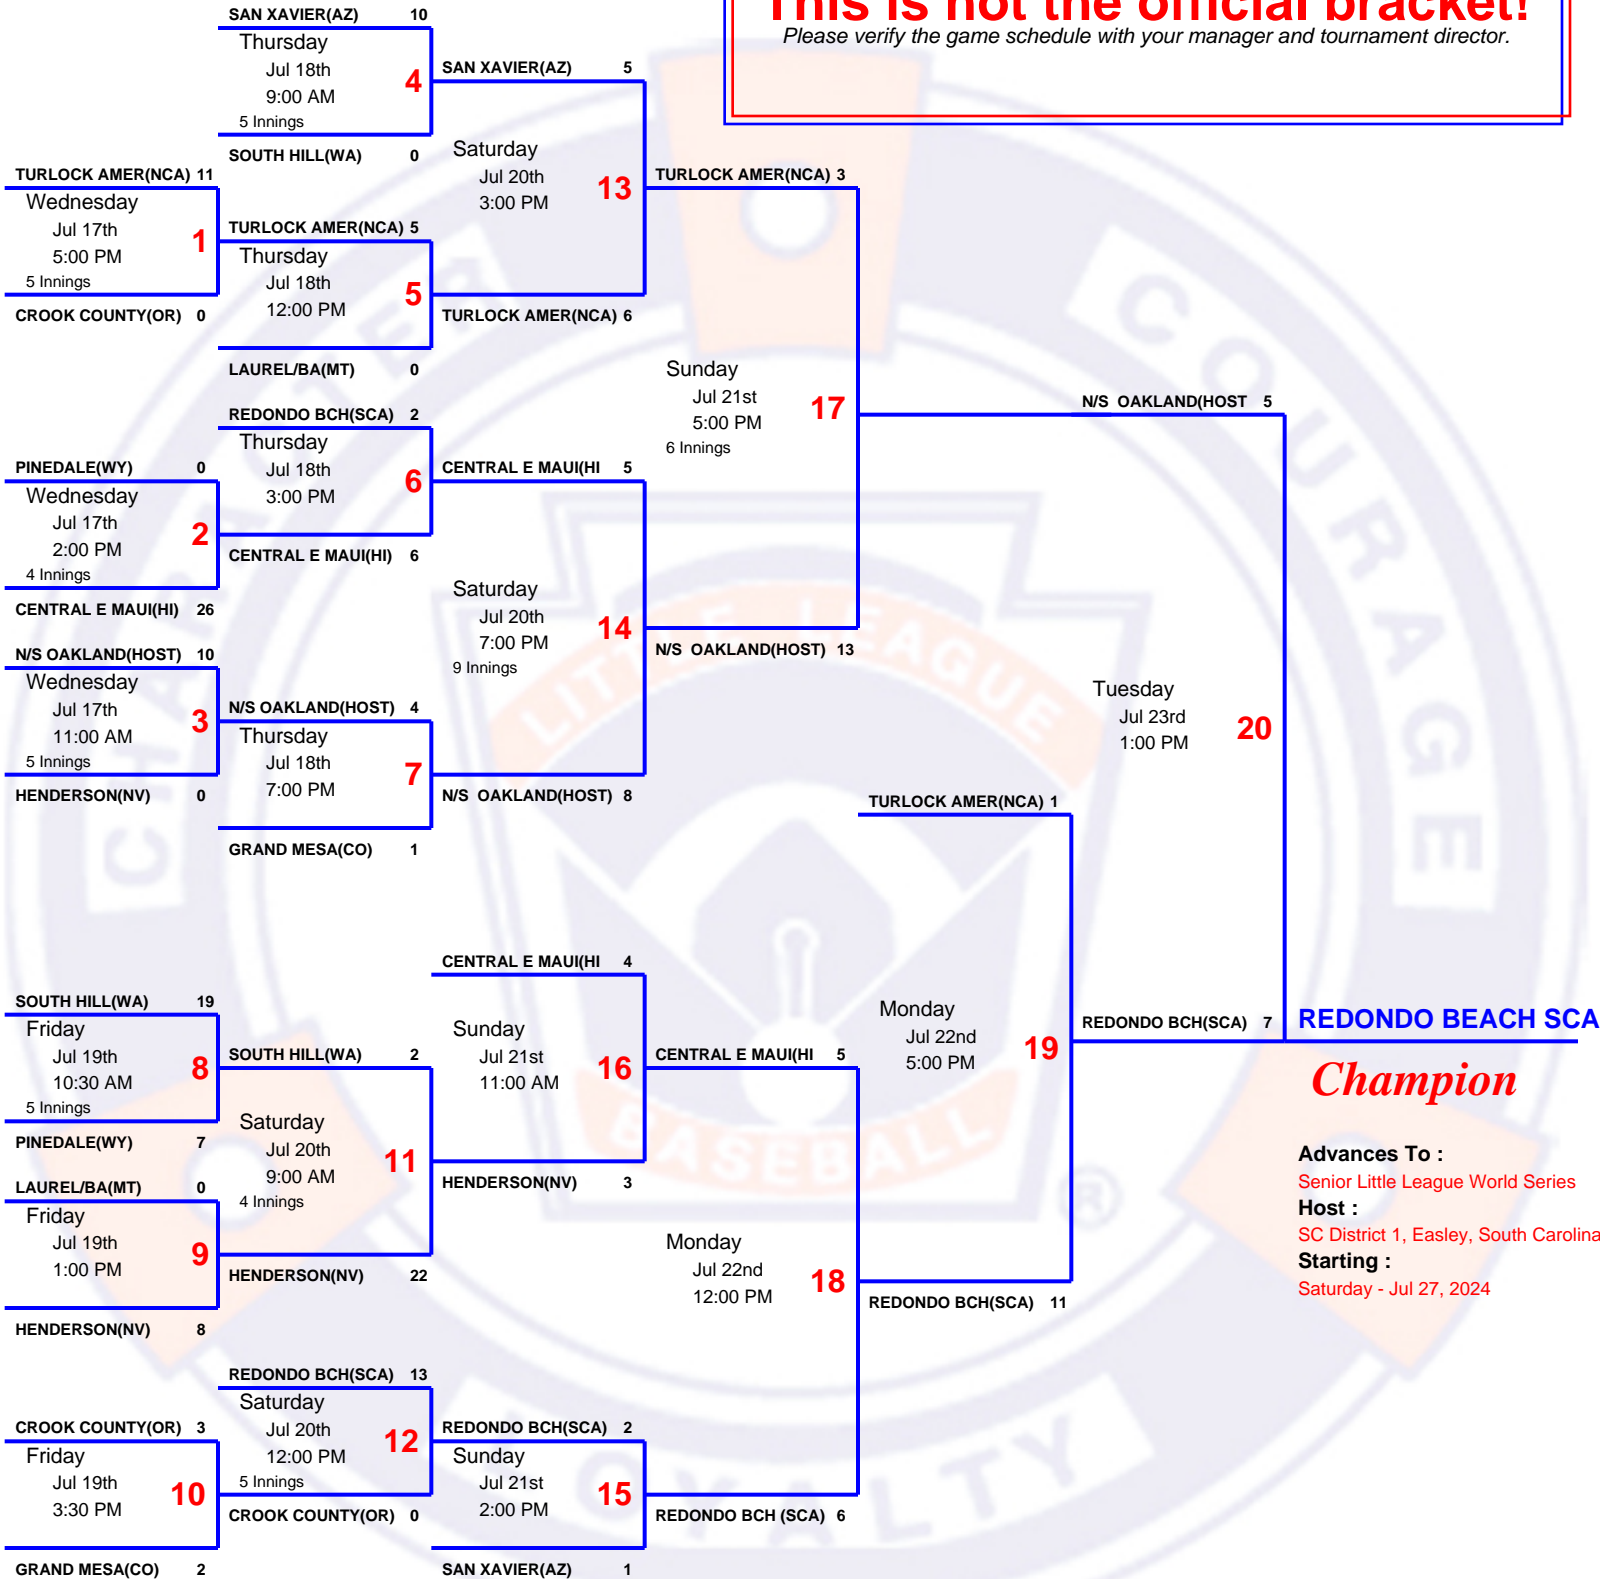 This is not the official bracket!
Please verify the game schedule with your manager and tournament director.
SAN XAVIER(AZ) 10
Thursday
Jul 18th
9:00 AM
5 Innings
4
SOUTH HILL(WA) 0
TURLOCK AMER(NCA) 11
Wednesday
Jul 17th
5:00 PM
5 Innings
1
CROOK COUNTY(OR) 0
TURLOCK AMER(NCA) 5
Thursday
Jul 18th
12:00 PM
5
LAUREL/BA(MT) 0
SAN XAVIER(AZ) 5
Saturday
Jul 20th
3:00 PM
13
TURLOCK AMER(NCA) 6
REDONDO BCH(SCA) 2
Thursday
Jul 18th
3:00 PM
6
CENTRAL E MAUI(HI) 6
PINEDALE(WY) 0
Wednesday
Jul 17th
2:00 PM
4 Innings
2
CENTRAL E MAUI(HI) 26
N/S OAKLAND(HOST) 10
Wednesday
Jul 17th
11:00 AM
5 Innings
3
HENDERSON(NV) 0
N/S OAKLAND(HOST) 4
Thursday
Jul 18th
7:00 PM
7
GRAND MESA(CO) 1
CENTRAL E MAUI(HI 5
Saturday
Jul 20th
7:00 PM
9 Innings
14
N/S OAKLAND(HOST) 8
TURLOCK AMER(NCA) 3
Sunday
Jul 21st
5:00 PM
6 Innings
17
N/S OAKLAND(HOST) 13
N/S OAKLAND(HOST 5
Tuesday
Jul 23rd
1:00 PM
20
REDONDO BCH(SCA) 7
SOUTH HILL(WA) 19
Friday
Jul 19th
10:30 AM
5 Innings
8
PINEDALE(WY) 7
LAUREL/BA(MT) 0
Friday
Jul 19th
1:00 PM
9
HENDERSON(NV) 8
SOUTH HILL(WA) 2
Saturday
Jul 20th
9:00 AM
4 Innings
11
HENDERSON(NV) 22
CENTRAL E MAUI(HI 4
Sunday
Jul 21st
11:00 AM
16
HENDERSON(NV) 3
CROOK COUNTY(OR) 3
Friday
Jul 19th
3:30 PM
10
GRAND MESA(CO) 2
REDONDO BCH(SCA) 13
Saturday
Jul 20th
12:00 PM
5 Innings
12
CROOK COUNTY(OR) 0
REDONDO BCH(SCA) 2
Sunday
Jul 21st
2:00 PM
15
SAN XAVIER(AZ) 1
CENTRAL E MAUI(HI 5
Monday
Jul 22nd
12:00 PM
18
REDONDO BCH (SCA) 6
TURLOCK AMER(NCA) 1
Monday
Jul 22nd
5:00 PM
19
REDONDO BCH(SCA) 11
REDONDO BEACH SCA
Champion
Advances To :
Senior Little League World Series
Host :
SC District 1, Easley, South Carolina
Starting :
Saturday - Jul 27, 2024
CHARACTER
COURAGE
LOYALTY
LITTLE LEAGUE
BASEBALL
®